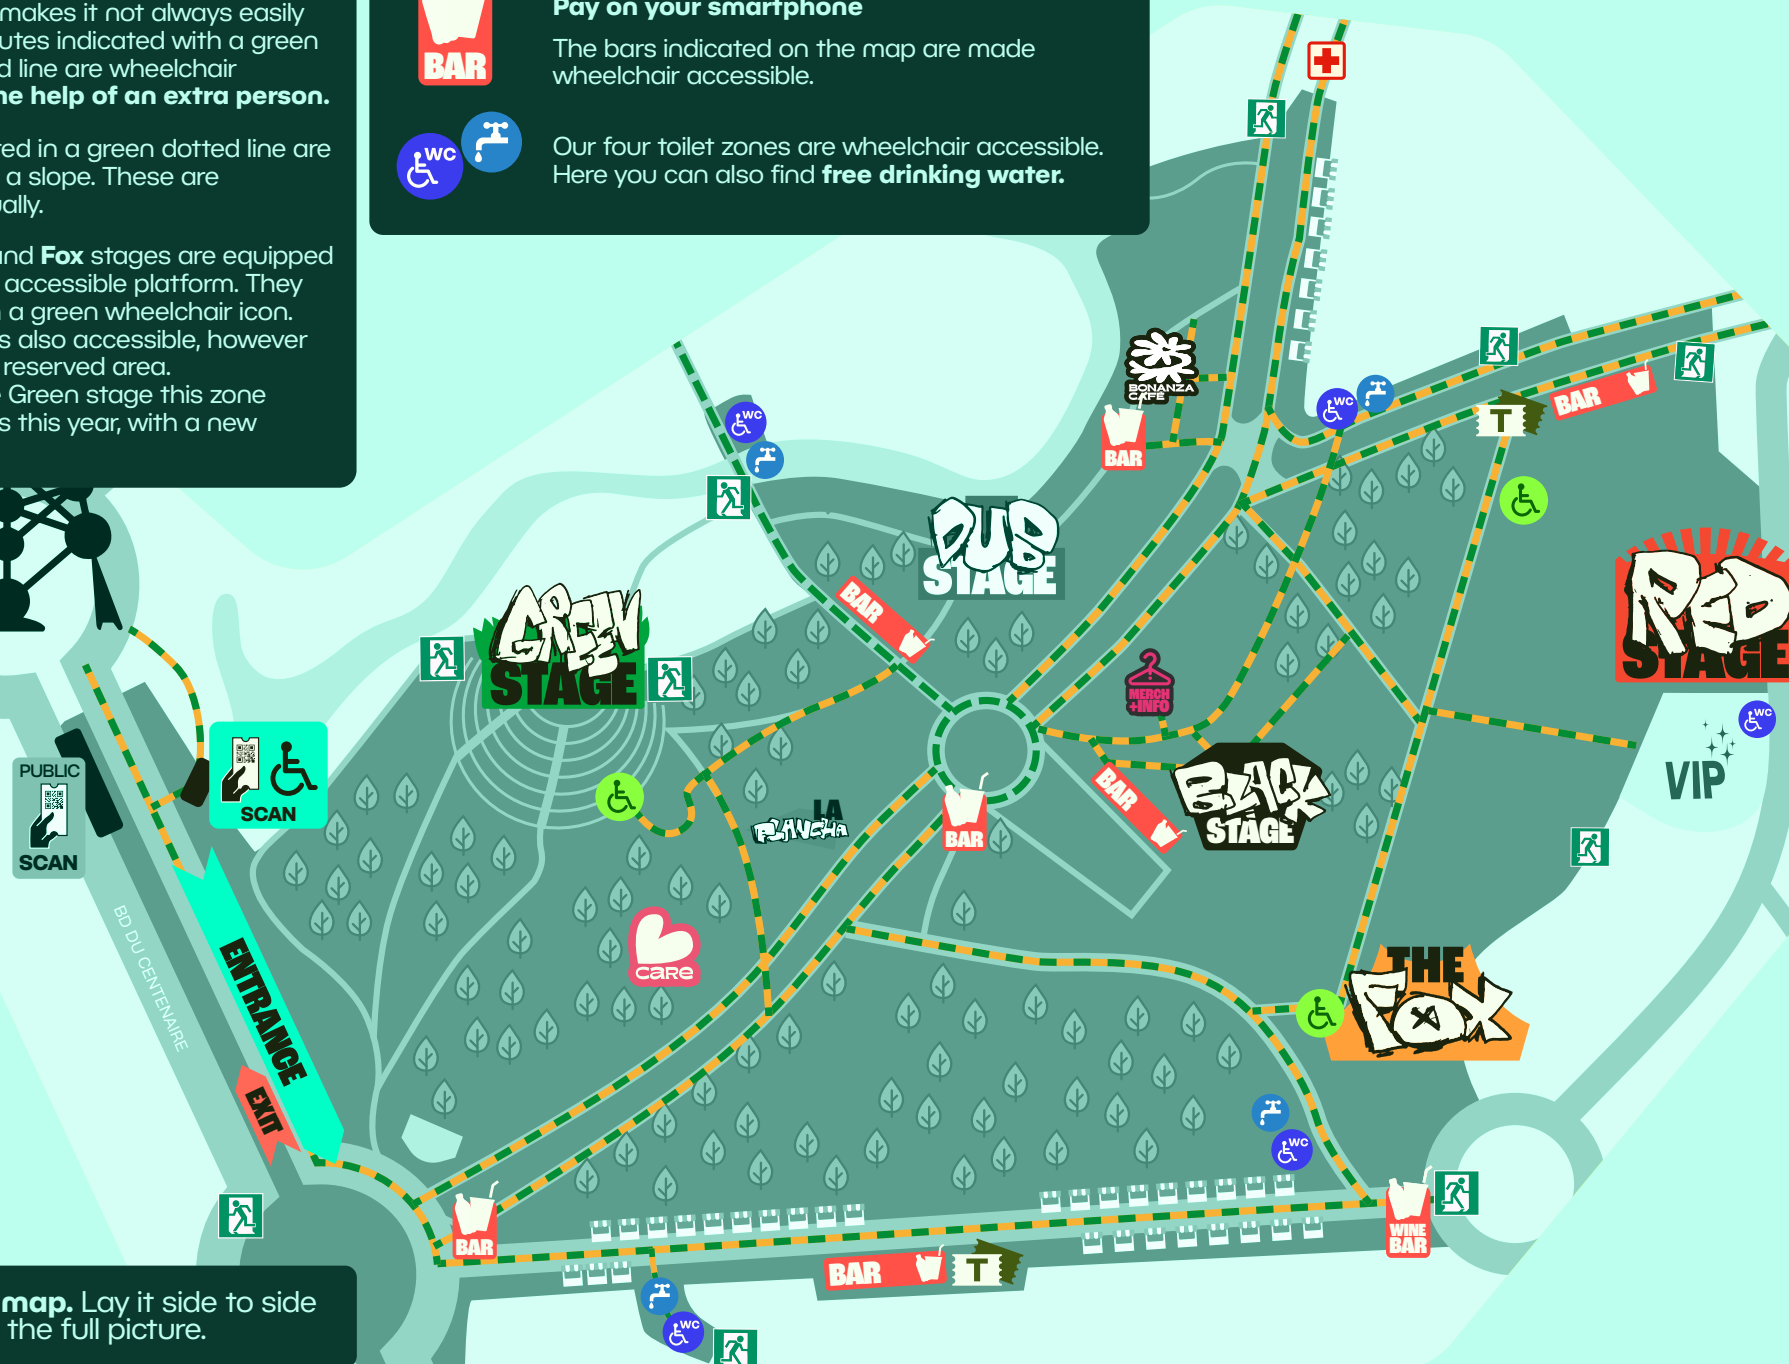 makes it not always easily
utes indicated with a green
d line are wheelchair
ne help of an extra person.
ed in a green dotted line are
a slope. These are
ually.
nd Fox stages are equipped
accessible platform. They
a green wheelchair icon.
s also accessible, however
reserved area.
Green stage this zone
s this year, with a new
BAR
Pay on your smartphone
The bars indicated on the map are made
wheelchair accessible.
WC
Our four toilet zones are wheelchair accessible.
Here you can also find free drinking water.
BONANZA
CAFÉ
BAR
WC
T
BAR
WC
DUB
STAGE
BAR
GREEN
STAGE
RED
STAGE
MERCH
+INFO
WC
VIP
PUBLIC
SCAN
SCAN
BAR
BLACK
STAGE
LA
PLANCHA
BAR
CARE
ENTRANCE
BD DU CENTENAIRE
EXIT
THE
FOX
WC
BAR
WINE
BAR
BAR
T
WC
map. Lay it side to side
the full picture.